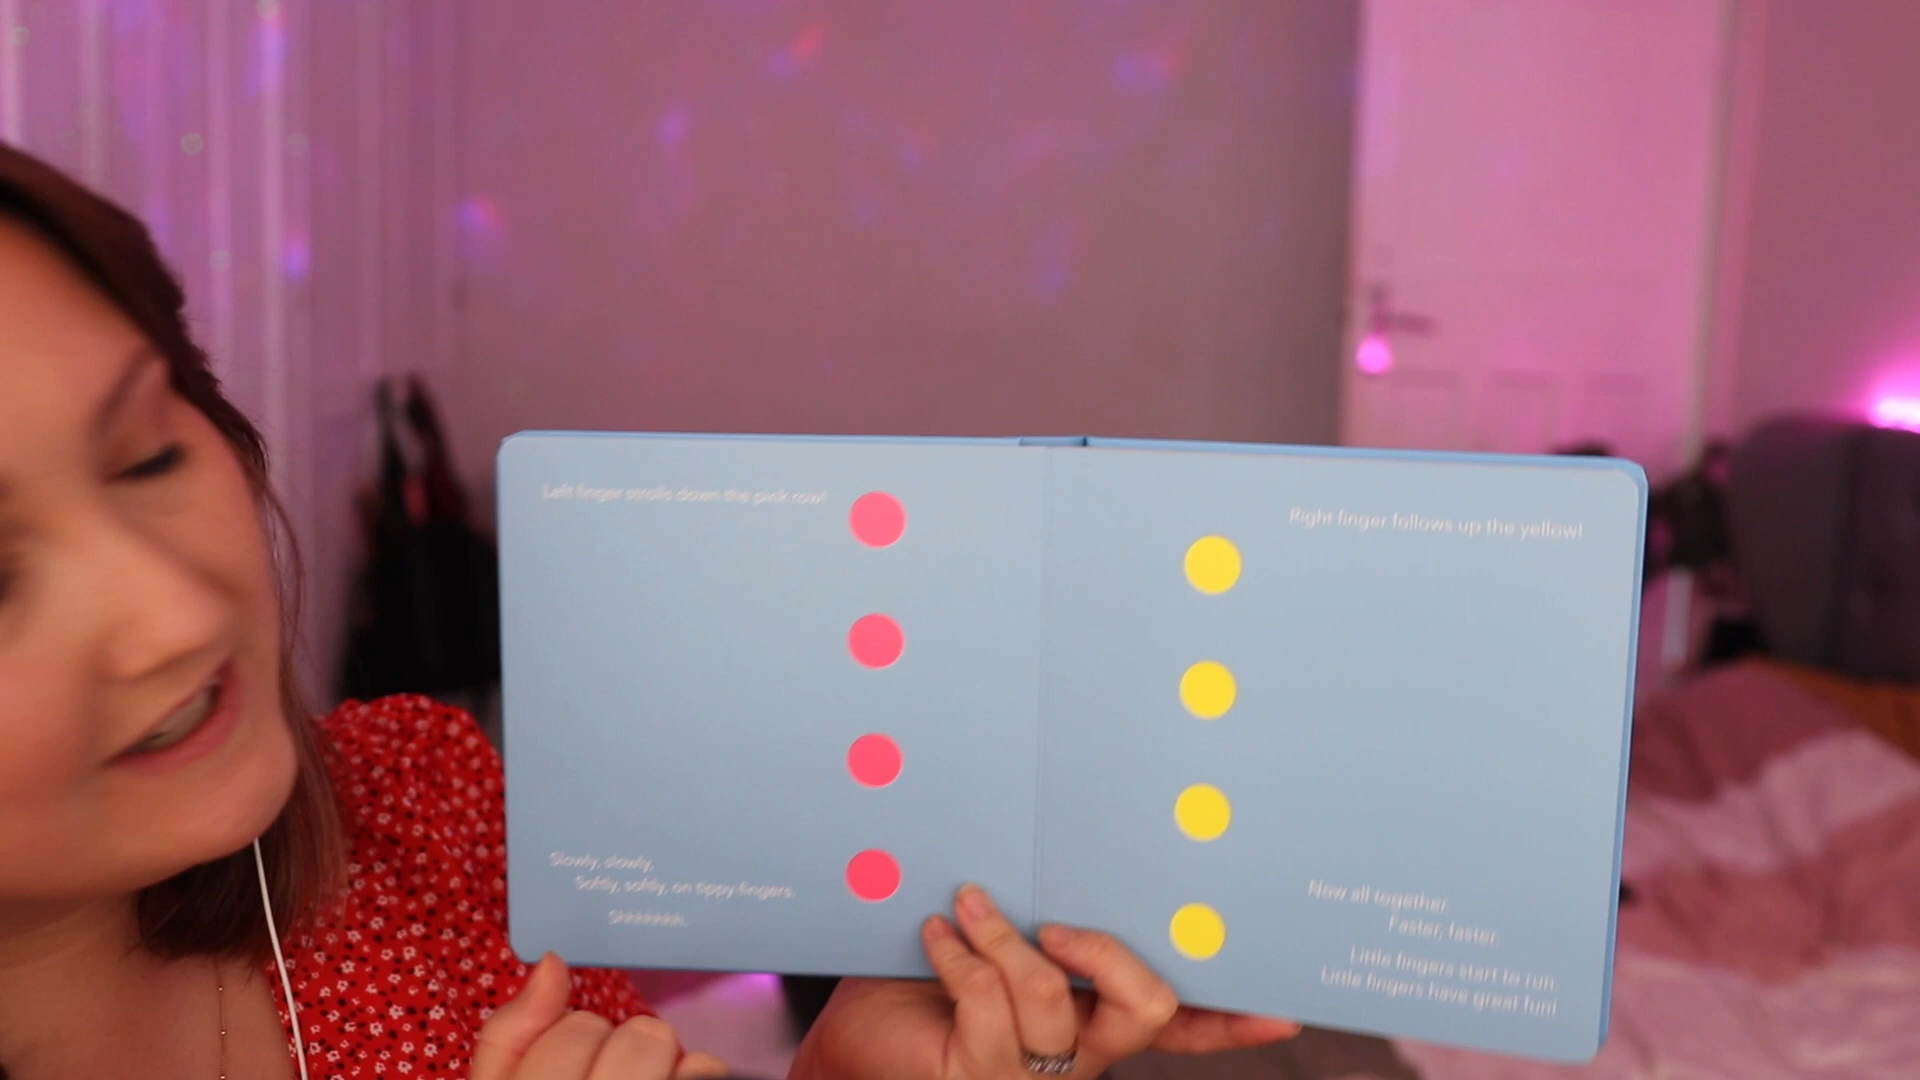 Left finger strolls down the pink row!
Slowly, slowly,
Softly, softly, on tippy-fingers.
Shhhhhhh.
Right finger follows up the yellow!
Now all together.
Faster, faster.
Little fingers start to run.
Little fingers have great fun!